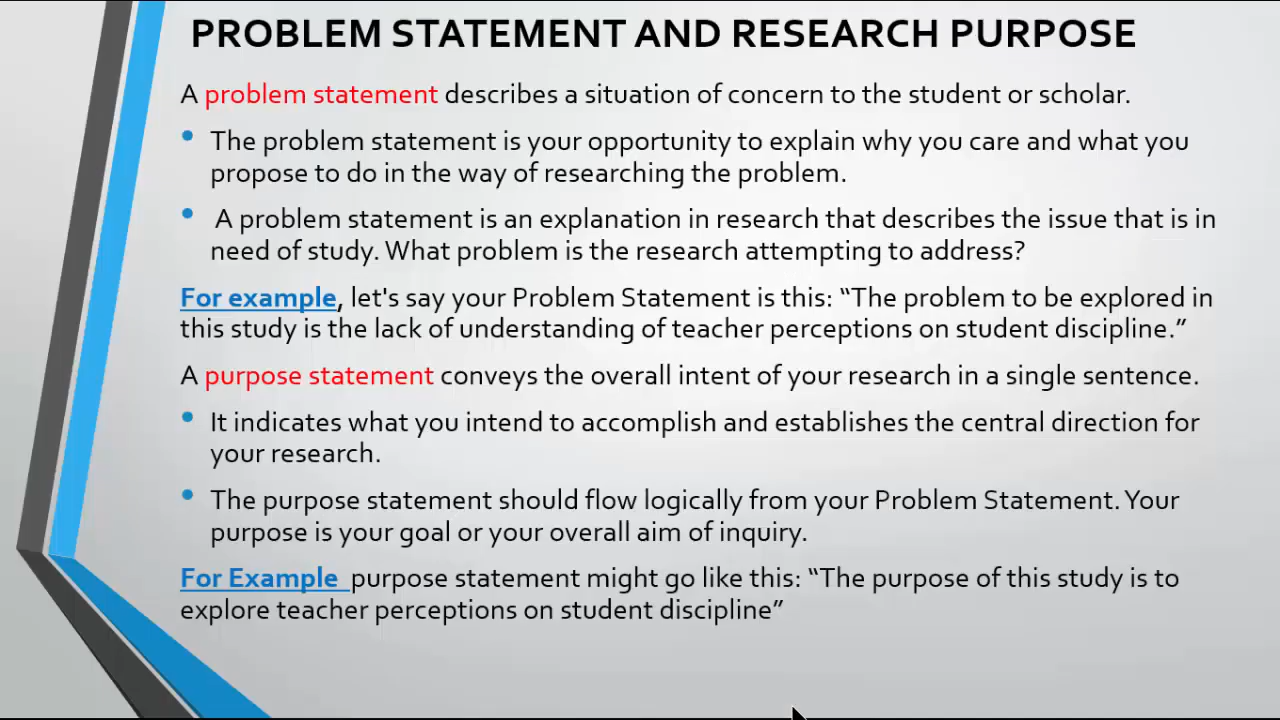 PROBLEM STATEMENT AND RESEARCH PURPOSE
A problem statement describes a situation of concern to the student or scholar.
• The problem statement is your opportunity to explain why you care and what you
propose to do in the way of researching the problem.
• A problem statement is an explanation in research that describes the issue that is in
need of study. What problem is the research attempting to address?
For example, let's say your Problem Statement is this: “The problem to be explored in
this study is the lack of understanding of teacher perceptions on student discipline.”
A purpose statement conveys the overall intent of your research in a single sentence.
• It indicates what you intend to accomplish and establishes the central direction for
your research.
• The purpose statement should flow logically from your Problem Statement. Your
purpose is your goal or your overall aim of inquiry.
For Example purpose statement might go like this: “The purpose of this study is to
explore teacher perceptions on student discipline”